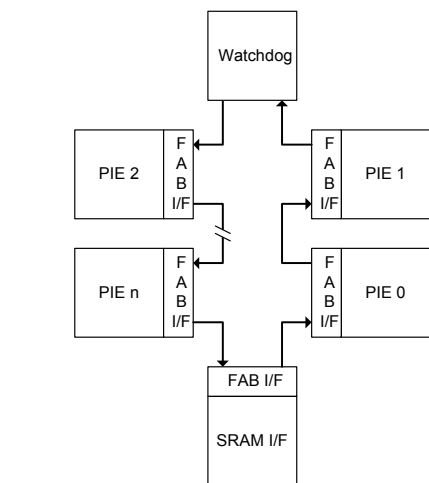 Watchdog
PIE 2
F
A
B
I/F
F
A
B
I/F
PIE 1
PIE n
F
A
B
I/F
F
A
B
I/F
PIE 0
FAB I/F
SRAM I/F